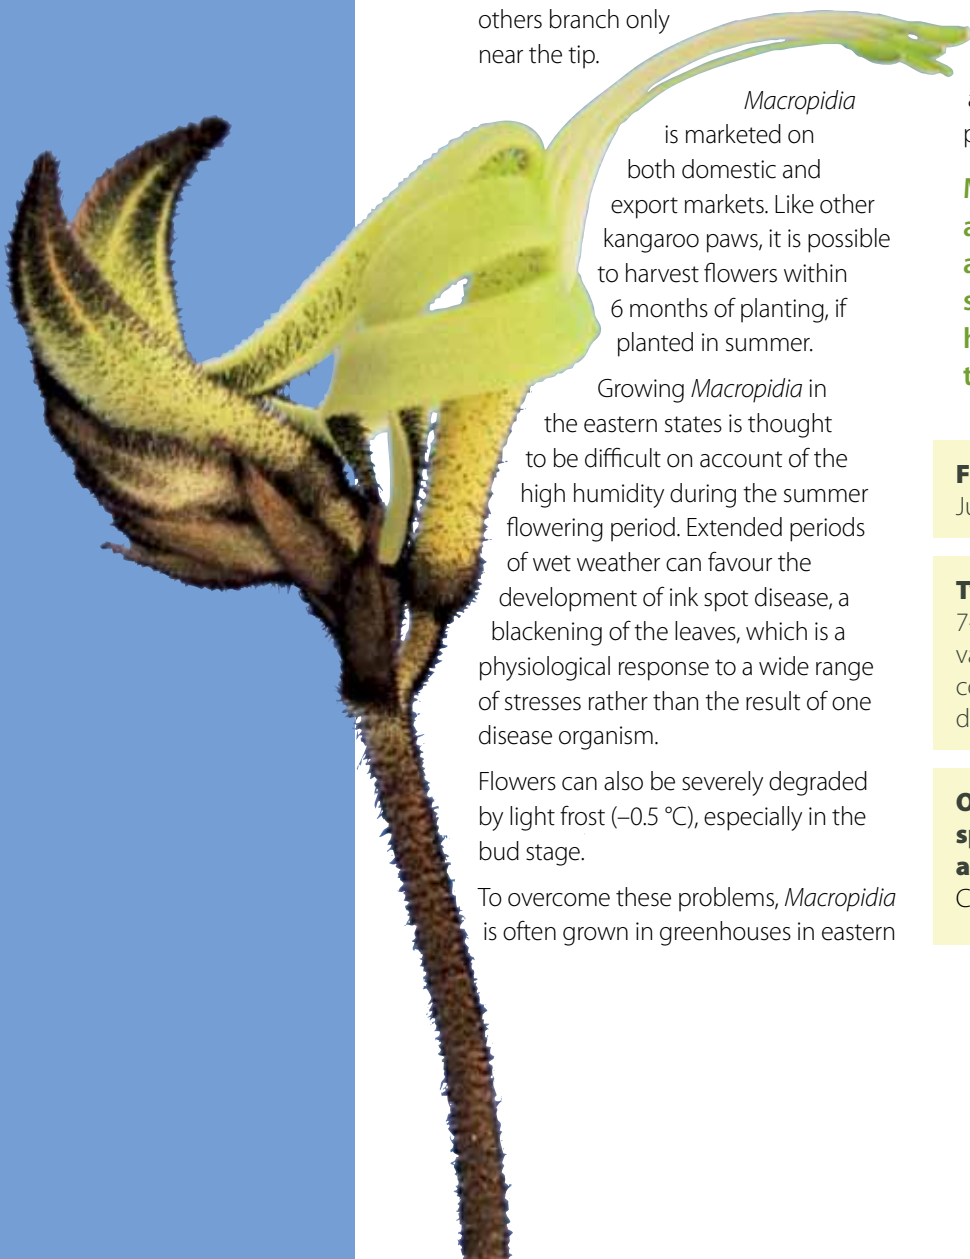 others branch only
near the tip.
Macropidia
is marketed on
both domestic and
export markets. Like other
kangaroo paws, it is possible
to harvest flowers within
6 months of planting, if
planted in summer.
Growing Macropidia in
the eastern states is thought
to be difficult on account of the
high humidity during the summer
flowering period. Extended periods
of wet weather can favour the
development of ink spot disease, a
blackening of the leaves, which is a
physiological response to a wide range
of stresses rather than the result of one
disease organism.
Flowers can also be severely degraded
by light frost (–0.5 °C), especially in the
bud stage.
To overcome these problems, Macropidia
is often grown in greenhouses in eastern